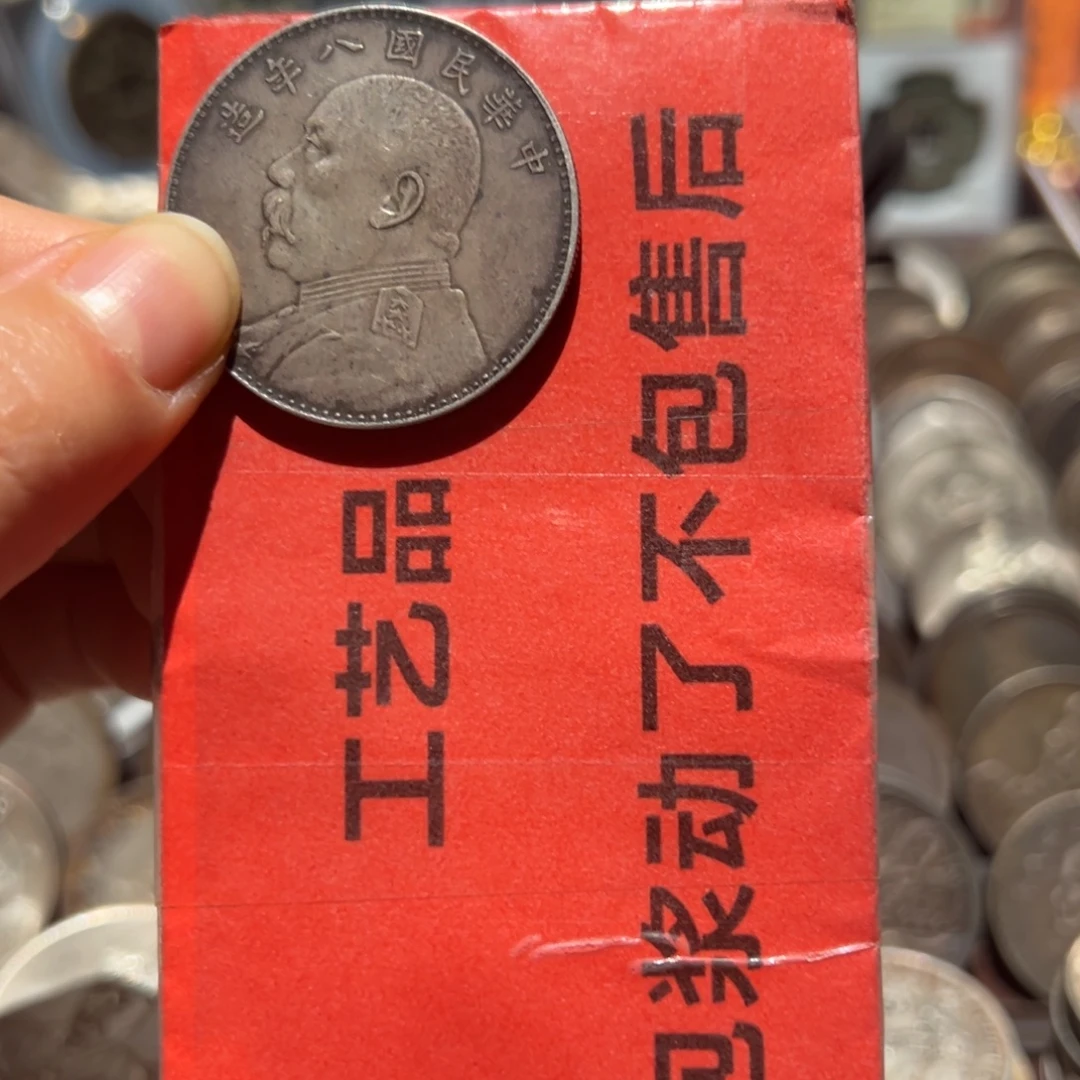 中華民國八年造
工艺品
包浆动了不包售后